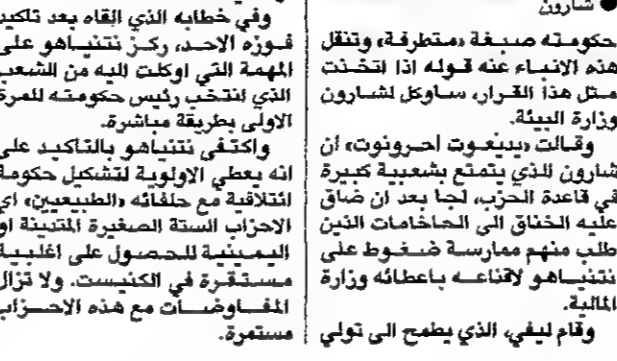 ● شارون
حكومته صبغة «متطرفة» وتنقل
هذه الانباء عنه قوله اذا اتخذت
مثل هذا القرار، ساوكل لشارون
وزارة البيئة.
وقالت «يديعوت احرونوت» ان
شارون الذي يتمتع بشعبية كبيرة
في قاعدة الحزب، لجا بعد ان ضاق
عليه الخناق الى الحاخامات الذين
طلب منهم ممارسة ضغوط على
نتنياهو لاقناعه باعطائه وزارة
المالية.
وقام ليفي، الذي يطمح الى تولي
وفي خطابه الذي القاه بعد تاكيد
فوزه الاحد، ركز نتنياهو على
المهمة التي اوكلت اليه من الشعب
الذي انتخب رئيس حكومته للمرة
الاولى بطريقة مباشرة.
واكتفى نتنياهو بالتاكيد على
انه يعطي الاولوية لتشكيل حكومة
ائتلافية مع حلفائه «الطبيعيين» اي
الاحزاب الستة الصغيرة المتدينة او
اليمينية للحصول على اغلبية
مستقرة في الكنيست. ولا تزال
المفاوضات مع هذه الاحزاب
مستمرة.